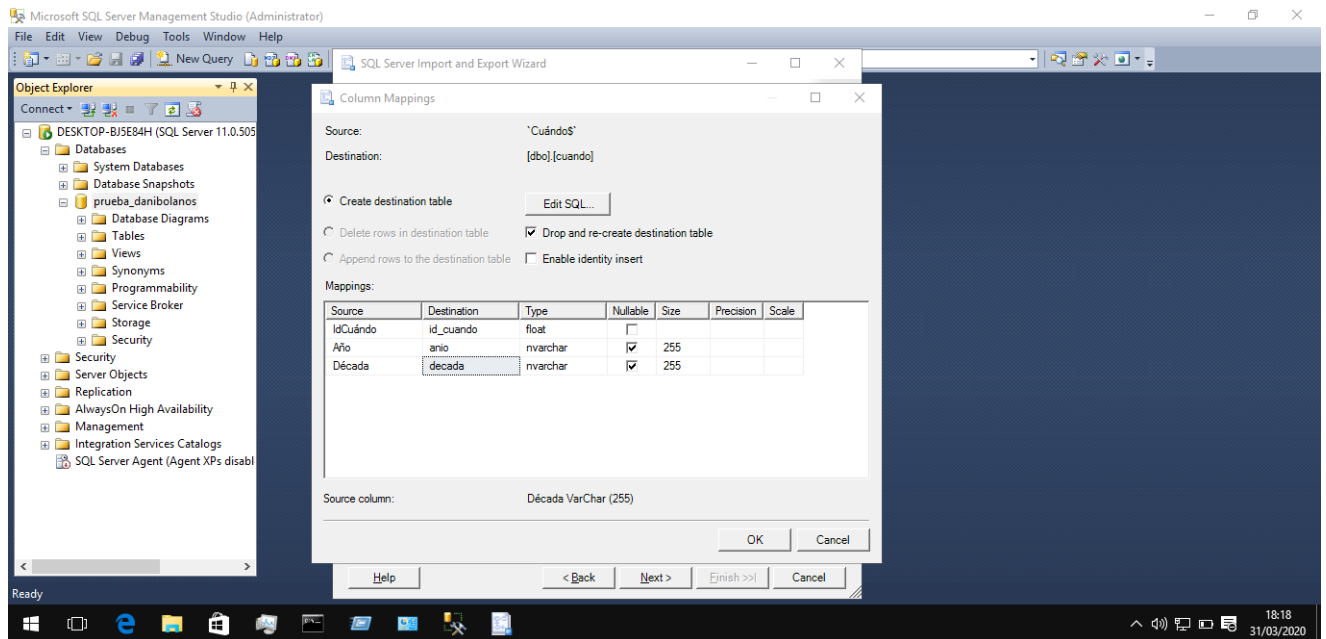 Microsoft SQL Server Management Studio (Administrator)
File Edit View Debug Tools Window Help
New Query
SQL Server Import and Export Wizard
Object Explorer
Connect
DESKTOP-BJ5E84H (SQL Server 11.0.505
Databases
System Databases
Database Snapshots
prueba_danibolanos
Database Diagrams
Tables
Views
Synonyms
Programmability
Service Broker
Storage
Security
Security
Server Objects
Replication
AlwaysOn High Availability
Management
Integration Services Catalogs
SQL Server Agent (Agent XPs disabl
Column Mappings
Source: `Cuándo$`
Destination: [dbo].[cuando]
Create destination table Edit SQL...
Delete rows in destination table Drop and re-create destination table
Append rows to the destination table Enable identity insert
Mappings:
Source Destination Type Nullable Size Precision Scale
IdCuándo id_cuando float
Año anio nvarchar 255
Década decada nvarchar 255
Source column: Década VarChar (255)
OK Cancel
Help < Back Next > Finish >>| Cancel
Ready
18:18
31/03/2020